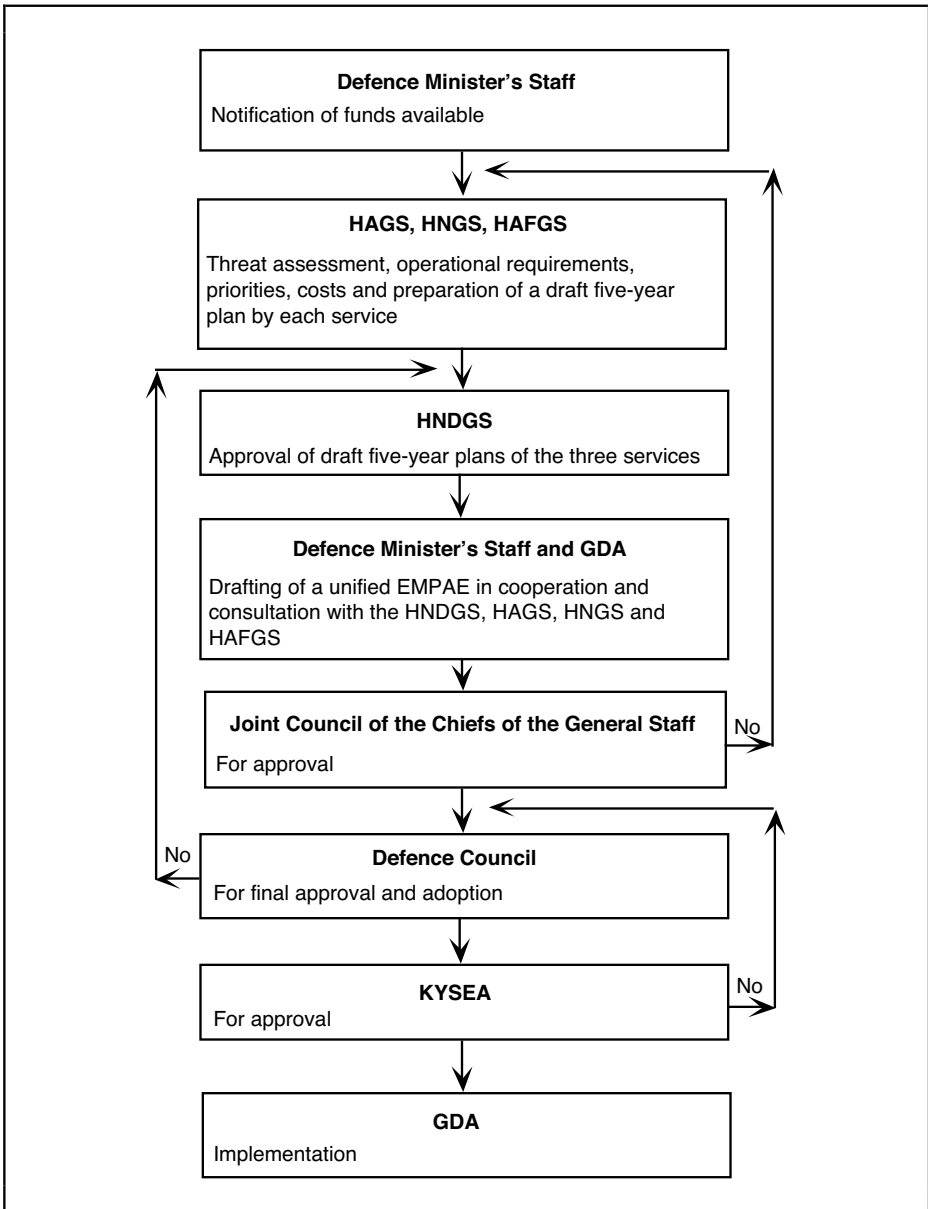 Defence Minister's Staff
Notification of funds available
HAGS, HNGS, HAFGS
Threat assessment, operational requirements,
priorities, costs and preparation of a draft five-year
plan by each service
HNDGS
Approval of draft five-year plans of the three services
Defence Minister's Staff and GDA
Drafting of a unified EMPAE in cooperation and
consultation with the HNDGS, HAGS, HNGS and
HAFGS
Joint Council of the Chiefs of the General Staff
No
For approval
Defence Council
No
For final approval and adoption
KYSEA
No
For approval
GDA
Implementation